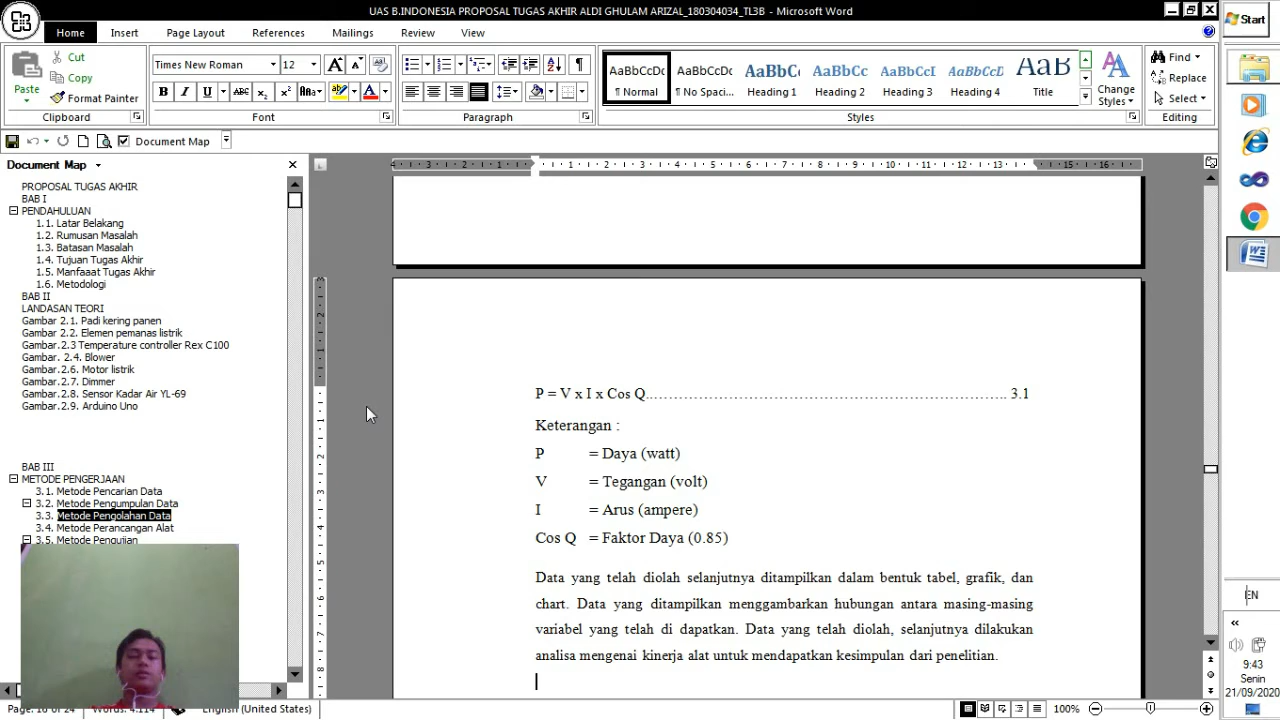 UAS B.INDONESIA PROPOSAL TUGAS AKHIR ALDI GHULAM ARIZAL_180304034_TL3B - Microsoft Word
Start
Home Insert Page Layout References Mailings Review View
Cut
Copy
Format Painter
Paste
Clipboard
Times New Roman 12
Font
Paragraph
AaBbCcDc AaBbCcDc AaBbC( AaBbCc AaBbCcI AaBbCcD AaB
¶ Normal ¶ No Spaci... Heading 1 Heading 2 Heading 3 Heading 4 Title
Change
Styles
Styles
Find
Replace
Select
Editing
Document Map
Document Map
PROPOSAL TUGAS AKHIR
BAB I
PENDAHULUAN
1.1. Latar Belakang
1.2. Rumusan Masalah
1.3. Batasan Masalah
1.4. Tujuan Tugas Akhir
1.5. Manfaaat Tugas Akhir
1.6. Metodologi
BAB II
LANDASAN TEORI
Gambar 2.1. Padi kering panen
Gambar 2.2. Elemen pemanas listrik
Gambar.2.3 Temperature controller Rex C100
Gambar. 2.4. Blower
Gambar.2.6. Motor listrik
Gambar.2.7. Dimmer
Gambar.2.8. Sensor Kadar Air YL-69
Gambar.2.9. Arduino Uno
BAB III
METODE PENGERJAAN
3.1. Metode Pencarian Data
3.2. Metode Pengumpulan Data
3.3. Metode Pengolahan Data
3.4. Metode Perancangan Alat
3.5. Metode Pengujian
P = V x I x Cos Q.……………………………………………………….. 3.1
Keterangan :
P = Daya (watt)
V = Tegangan (volt)
I = Arus (ampere)
Cos Q = Faktor Daya (0.85)
Data yang telah diolah selanjutnya ditampilkan dalam bentuk tabel, grafik, dan
chart. Data yang ditampilkan menggambarkan hubungan antara masing-masing
variabel yang telah di dapatkan. Data yang telah diolah, selanjutnya dilakukan
analisa mengenai kinerja alat untuk mendapatkan kesimpulan dari penelitian.
Page: 16 of 24 Words: 4.114 English (United States) 100%
EN
9:43
Senin
21/09/2020